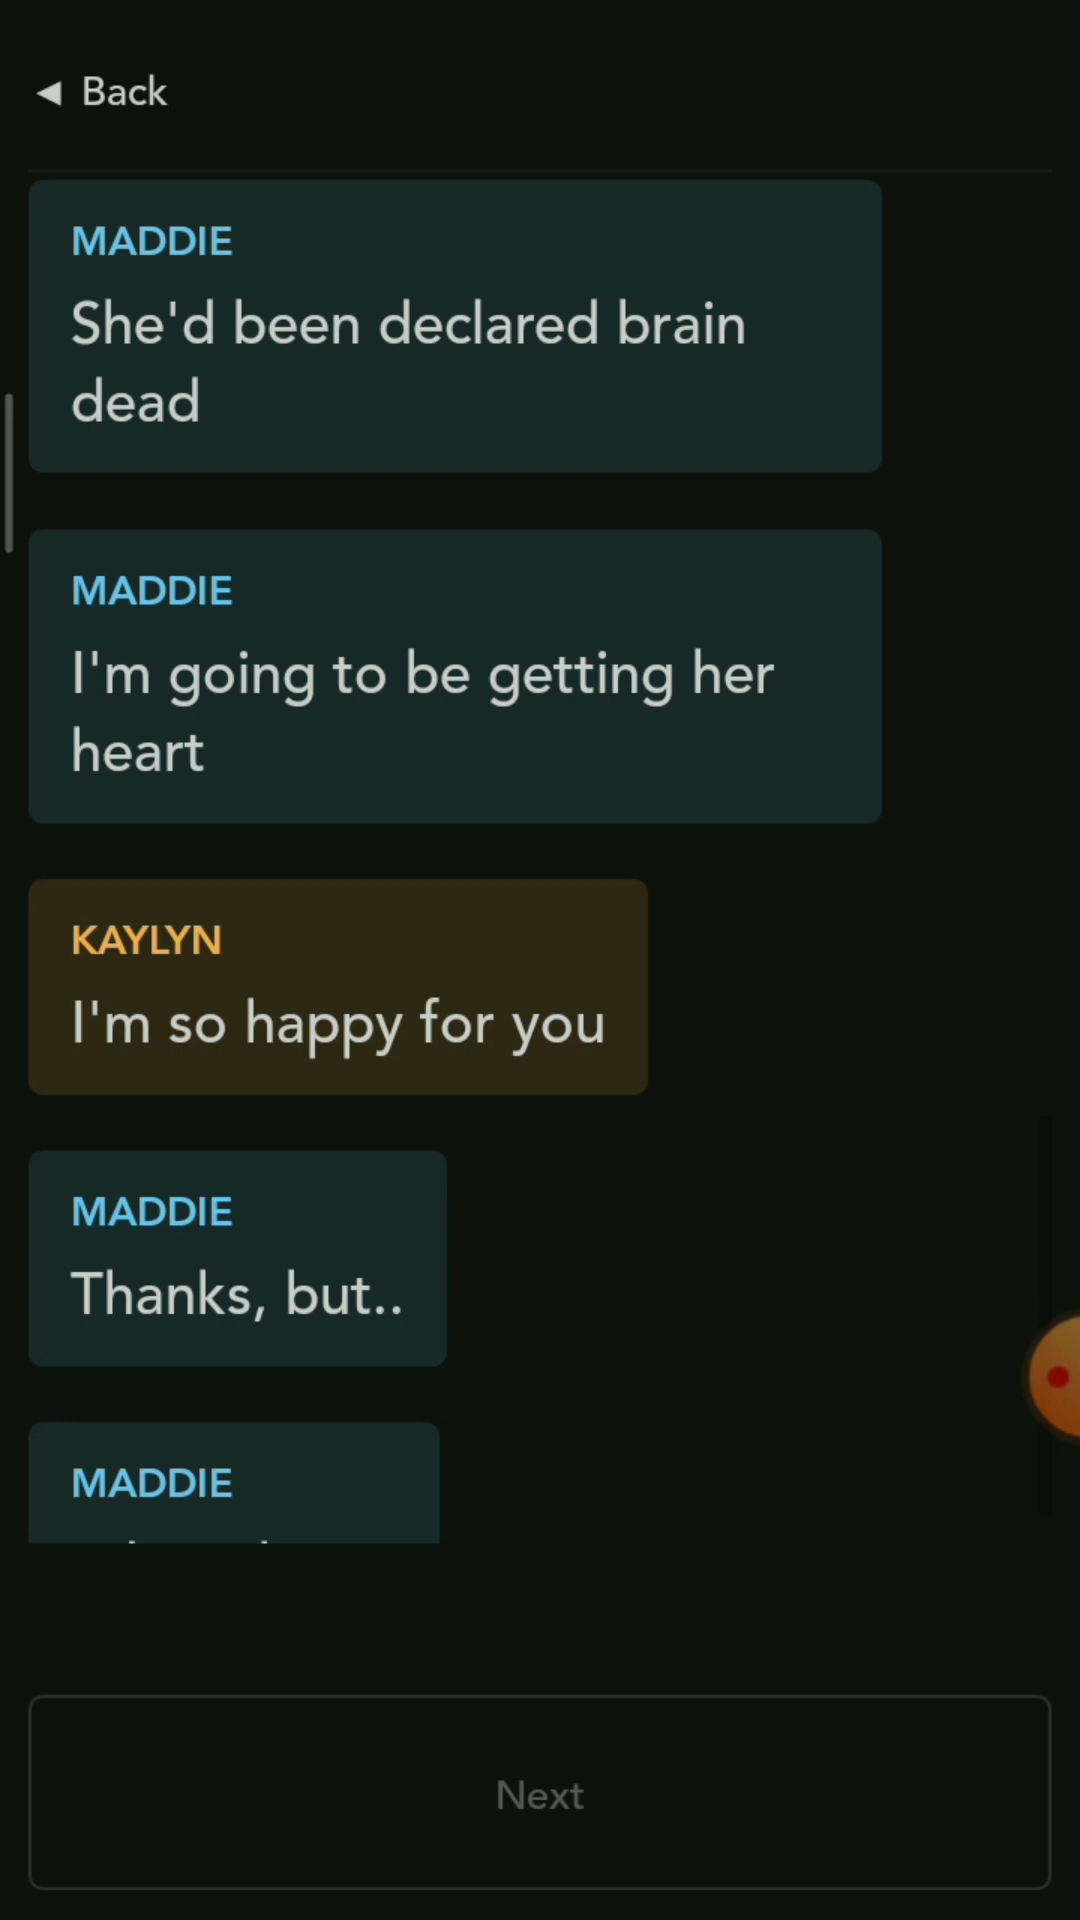 ◄ Back
MADDIE
She'd been declared brain
dead
MADDIE
I'm going to be getting her
heart
KAYLYN
I'm so happy for you
MADDIE
Thanks, but..
MADDIE
Next